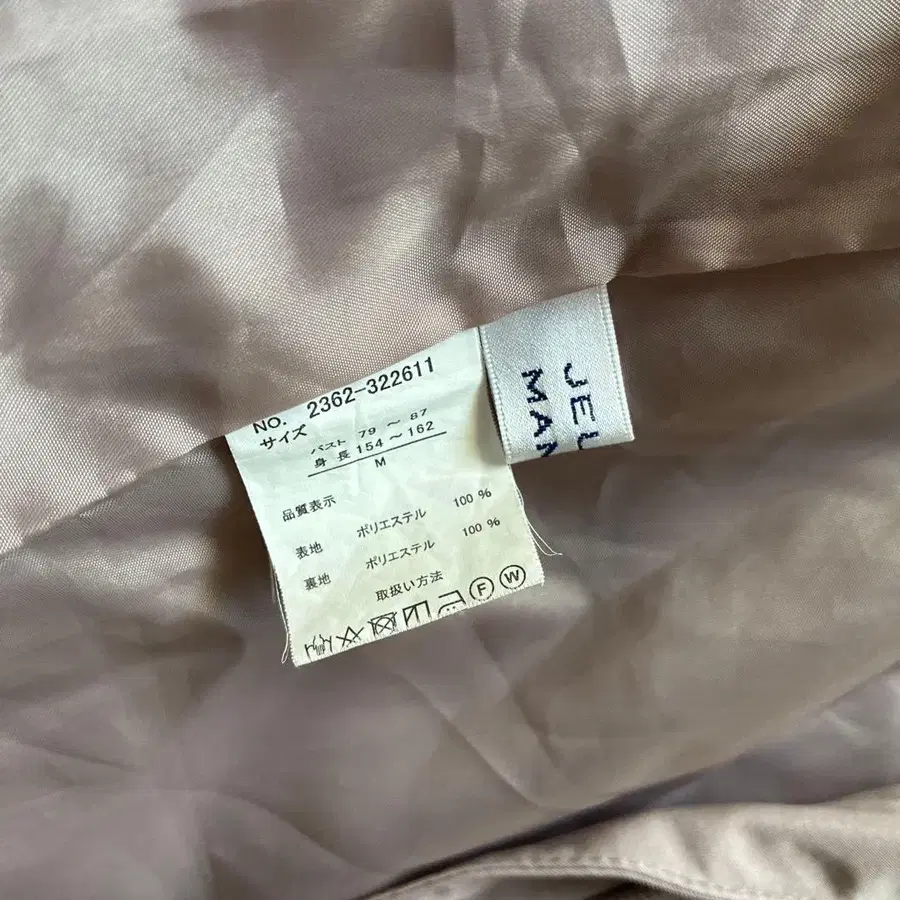 NO. 2362-322611
サイズ
バスト 79 ～ 87
身長 154 ～ 162
M
品質表示
表地 ポリエステル 100 %
裏地 ポリエステル 100 %
取扱い方法
F W
JEU
MAN